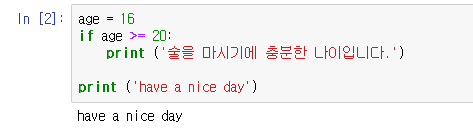 In [2]: age = 16
if age >= 20:
    print ('술을 마시기에 충분한 나이입니다.')
print ('have a nice day')
have a nice day